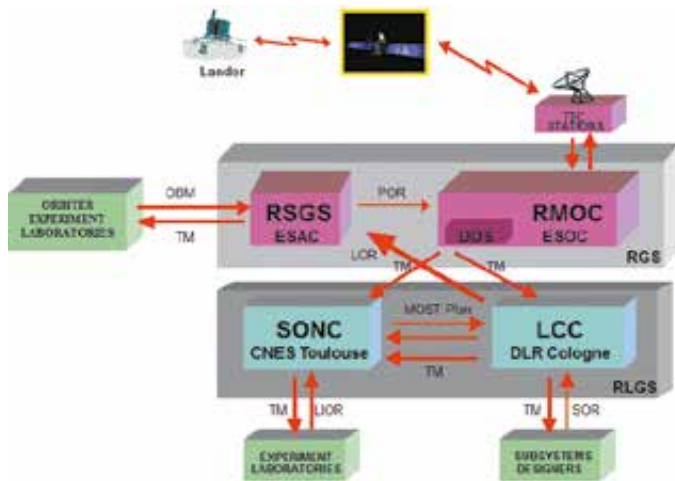 Lander
STATIONS
ORBITER
EXPERIMENT
LABORATORIES
OBM
TM
RSGS
ESAC
POR
RMOC
DDS
ESOC
RGS
LOR
TM
TM
SONC
CNES Toulouse
MOST Plan
TM
LCC
DLR Cologne
RLGS
TM
LIOR
TM
SOR
EXPERIMENT
LABORATORIES
SUBSYSTEMS
DESIGNERS